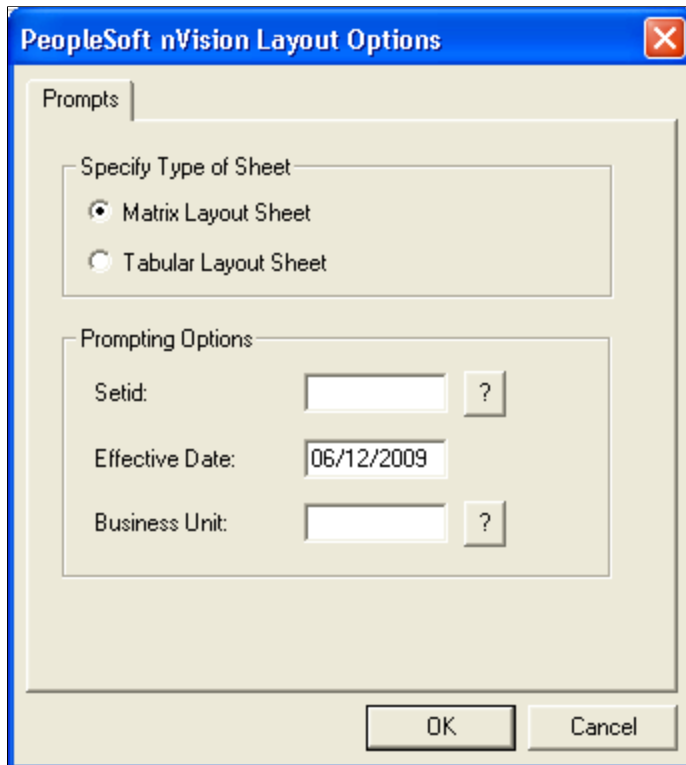 PeopleSoft nVision Layout Options
Prompts
Specify Type of Sheet
Matrix Layout Sheet
Tabular Layout Sheet
Prompting Options
Setid: ?
Effective Date: 06/12/2009
Business Unit: ?
OK Cancel